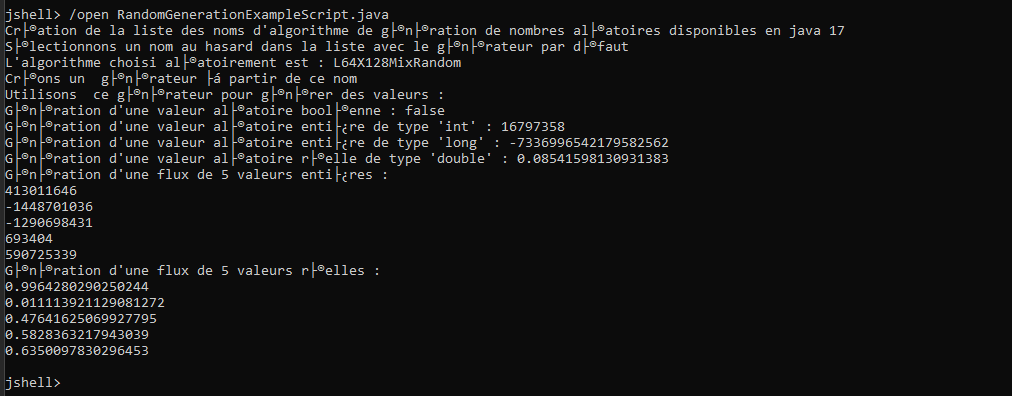 jshell> /open RandomGenerationExampleScript.java
Cr├®ation de la liste des noms d'algorithme de g├®n├®ration de nombres al├®atoires disponibles en java 17
S├®lectionnons un nom au hasard dans la liste avec le g├®n├®rateur par d├®faut
L'algorithme choisi al├®atoirement est : L64X128MixRandom
Cr├®ons un  g├®n├®rateur ├á partir de ce nom
Utilisons  ce g├®n├®rateur pour g├®n├®rer des valeurs :
G├®n├®ration d'une valeur al├®atoire bool├®enne : false
G├®n├®ration d'une valeur al├®atoire enti├¿re de type 'int' : 16797358
G├®n├®ration d'une valeur al├®atoire enti├¿re de type 'long' : -7336996542179582562
G├®n├®ration d'une valeur al├®atoire r├®elle de type 'double' : 0.08541598130931383
G├®n├®ration d'une flux de 5 valeurs enti├¿res :
413011646
-1448701036
-1290698431
693404
590725339
G├®n├®ration d'une flux de 5 valeurs r├®elles :
0.9964280290250244
0.011113921129081272
0.47641625069927795
0.5828363217943039
0.6350097830296453
jshell>